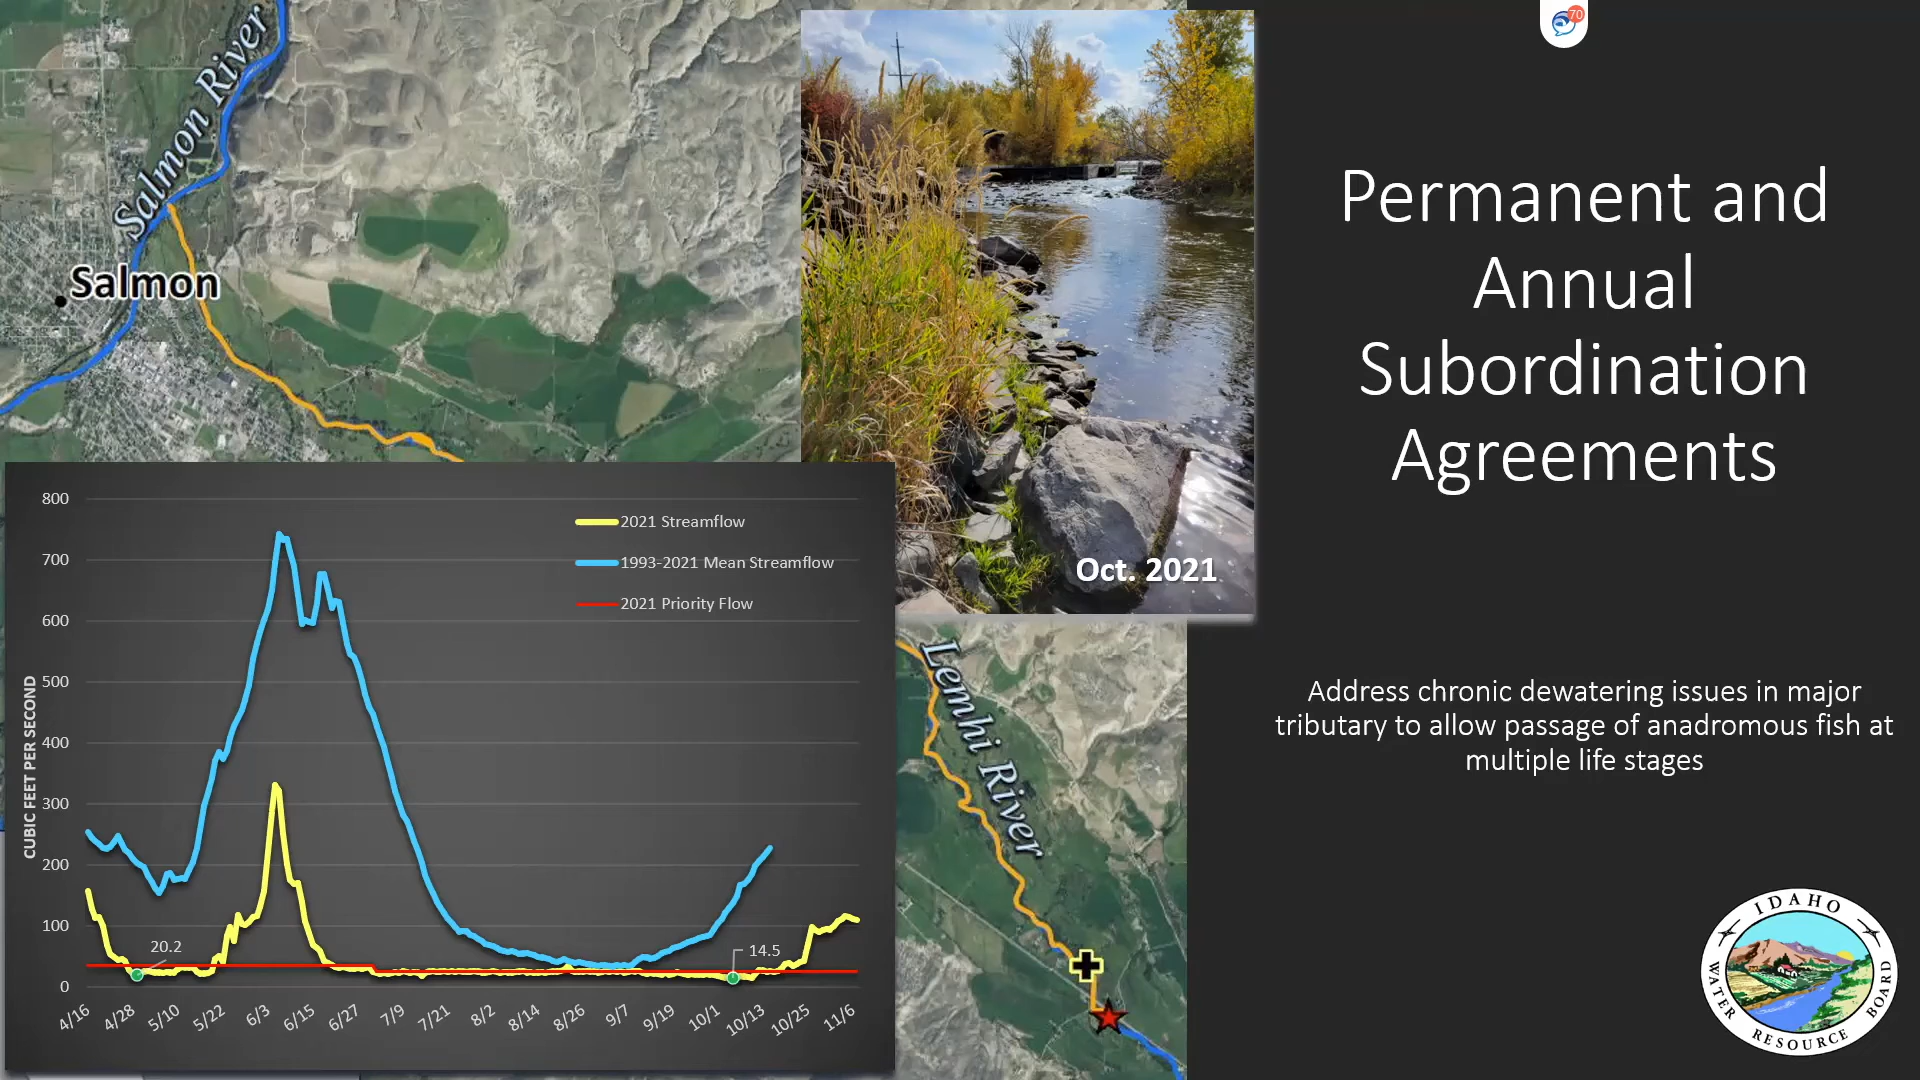 Salmon River
Salmon
Oct. 2021
Lemhi River
70
Permanent and
Annual
Subordination
Agreements
Address chronic dewatering issues in major
tributary to allow passage of anadromous fish at
multiple life stages
CUBIC FEET PER SECOND
800
700
600
500
400
300
200
100
0
2021 Streamflow
1993-2021 Mean Streamflow
2021 Priority Flow
20.2
14.5
4/16
4/28
5/10
5/22
6/3
6/15
6/27
7/9
7/21
8/2
8/14
8/26
9/7
9/19
10/1
10/13
10/25
11/6
IDAHO
WATER RESOURCE BOARD